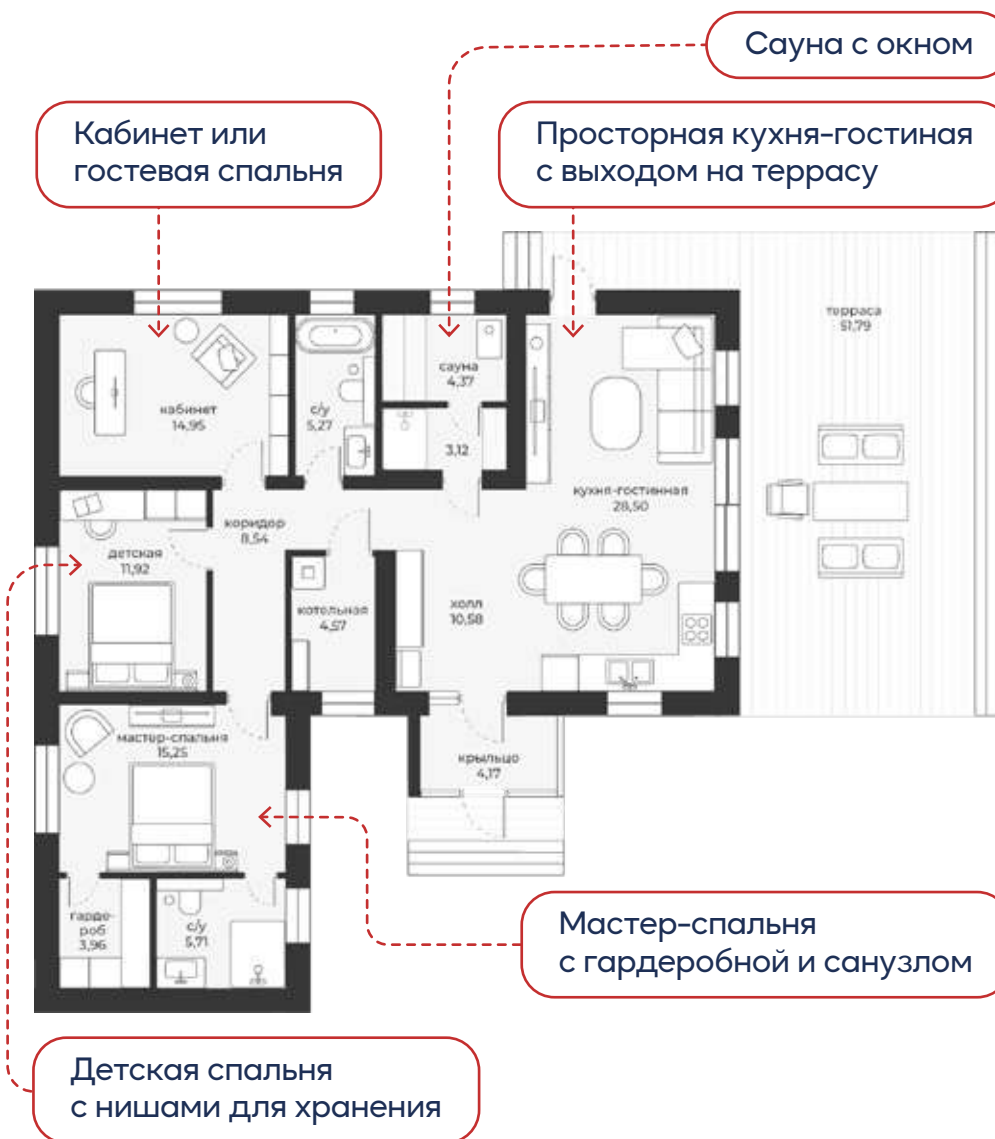 Сауна с окном
Кабинет или
гостевая спальня
Просторная кухня-гостиная
с выходом на террасу
терраса
51,79
сауна
4,37
кабинет
14,95
с/у
5,27
3,12
кухня-гостинная
28,50
коридор
8,54
детская
11,92
котельная
4,57
холл
10,58
мастер-спальня
15,25
крыльцо
4,17
гарде-
роб
3,96
с/у
5,71
Мастер-спальня
с гардеробной и санузлом
Детская спальня
с нишами для хранения